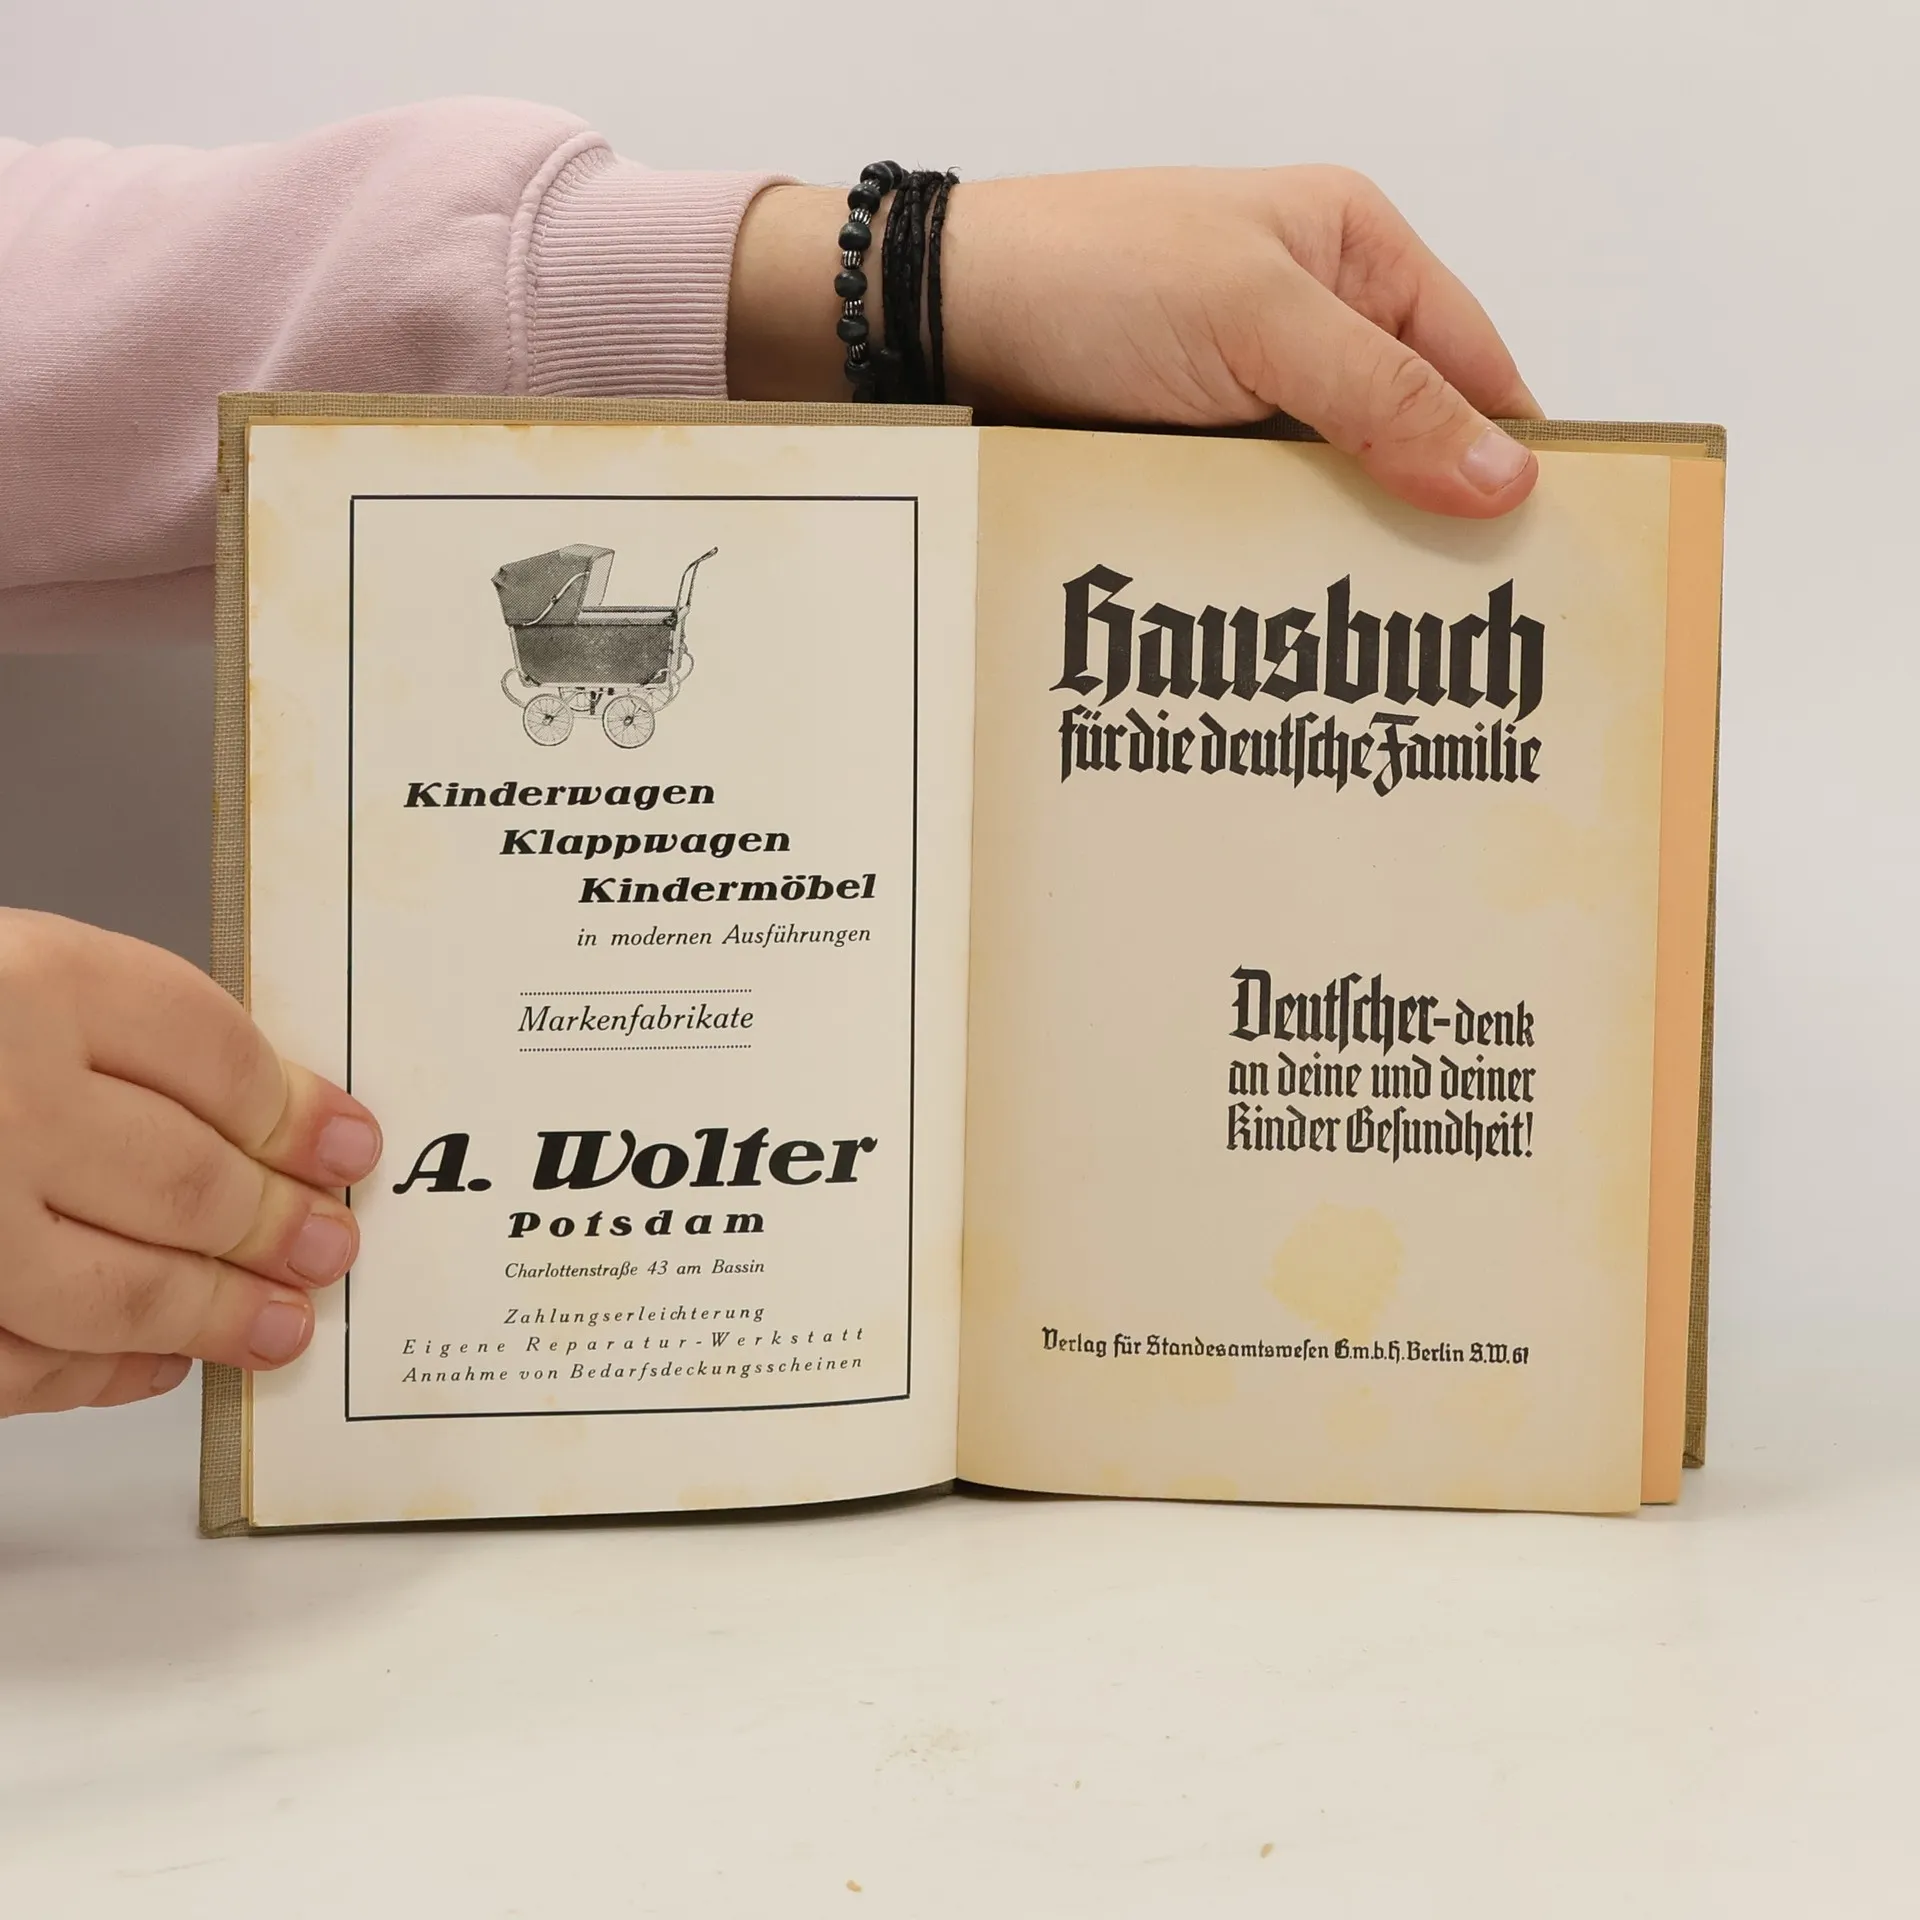 Kinderwagen
Klappwagen
Kindermöbel
in modernen Ausführungen
Markenfabrikate
A. Wolter
Potsdam
Charlottenstraße 43 am Bassin
Zahlungserleichterung
Eigene Reparatur-Werkstatt
Annahme von Bedarfsdeckungsscheinen
Hausbuch
für die deutsche Familie
Deutscher-denk
an deine und deiner
Kinder Gesundheit!
Verlag für Standesamtswesen G.m.b.H. Berlin S.W. 61